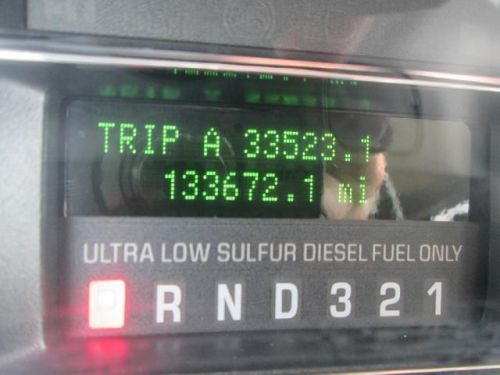 TRIP A 33523.1
133672.1 mi
ULTRA LOW SULFUR DIESEL FUEL ONLY
P R N D 3 2 1